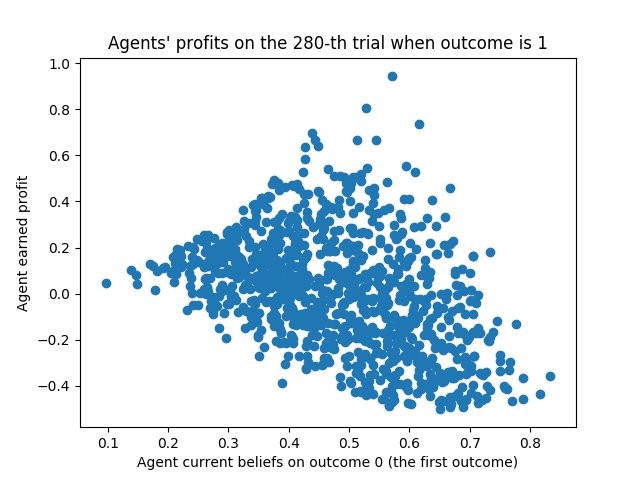 Agents' profits on the 280-th trial when outcome is 1
1.0
0.8
0.6
0.4
0.2
0.0
−0.2
−0.4
Agent earned profit
0.1 0.2 0.3 0.4 0.5 0.6 0.7 0.8
Agent current beliefs on outcome 0 (the first outcome)